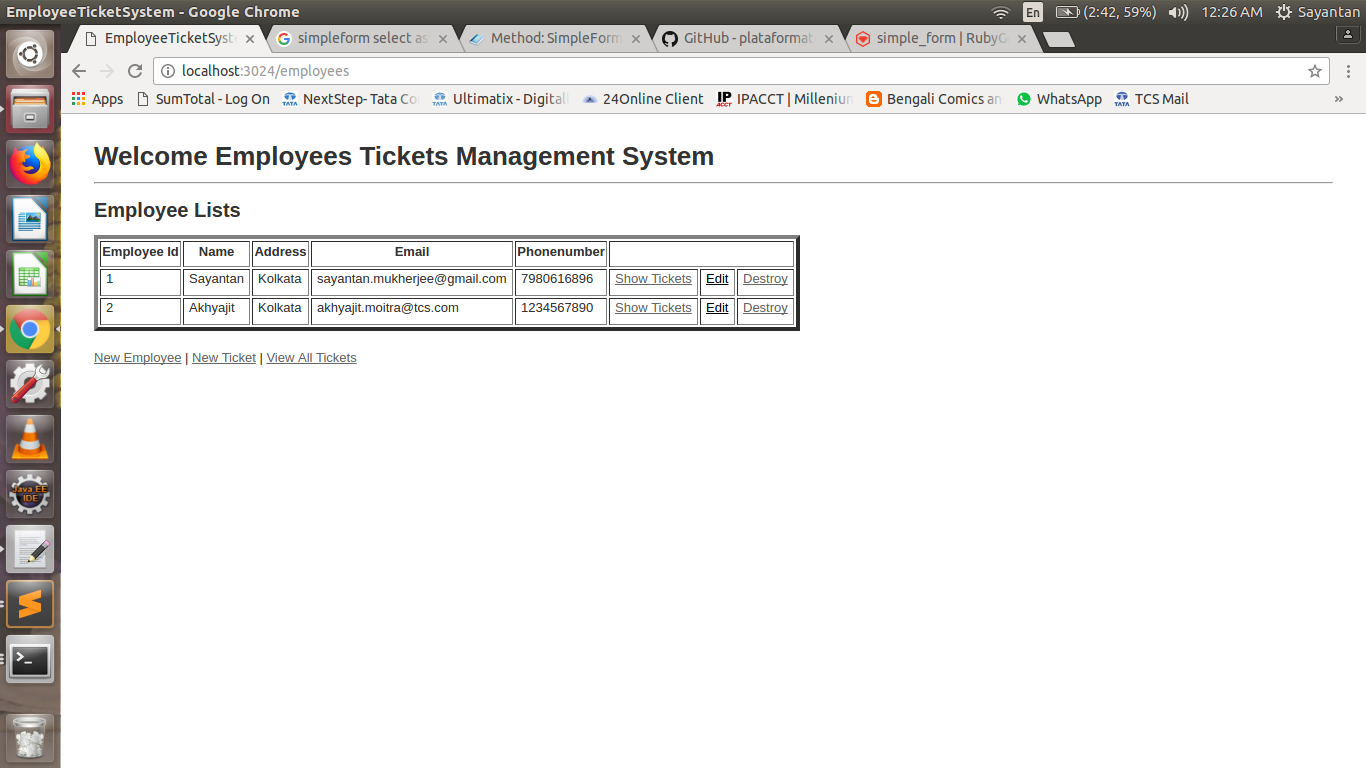 EmployeeTicketSystem - Google Chrome
En (2:42, 59%) 12:26 AM Sayantan
EmployeeTicketSyst simpleform select as Method: SimpleForm GitHub - plataformat simple_form | RubyG
localhost:3024/employees
Apps SumTotal - Log On NextStep- Tata Co Ultimatix - Digitall 24Online Client IPACCT | Millenium Bengali Comics an WhatsApp TCS Mail »
Welcome Employees Tickets Management System
Employee Lists
Employee Id Name Address Email Phonenumber
1 Sayantan Kolkata sayantan.mukherjee@gmail.com 7980616896 Show Tickets Edit Destroy
2 Akhyajit Kolkata akhyajit.moitra@tcs.com 1234567890 Show Tickets Edit Destroy
New Employee | New Ticket | View All Tickets
Java EE
IDE